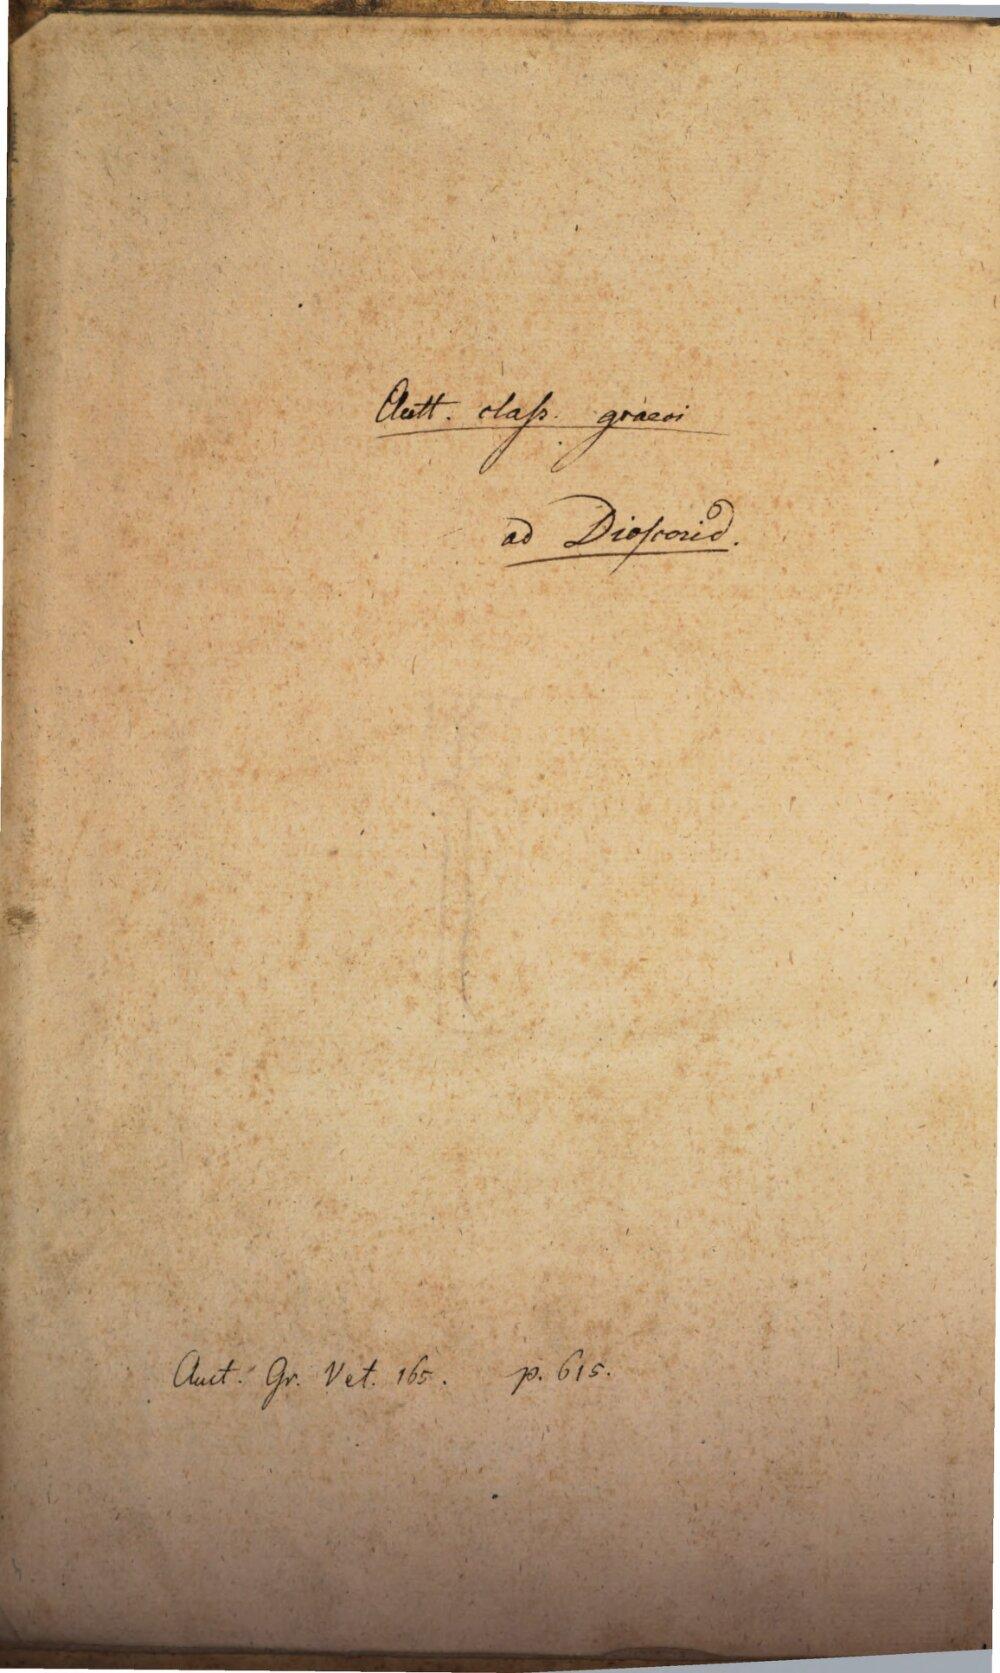 Autt. claſs. graeci
ad Dioſcorid.
Auct. Gr. Vet. 165. p. 615.